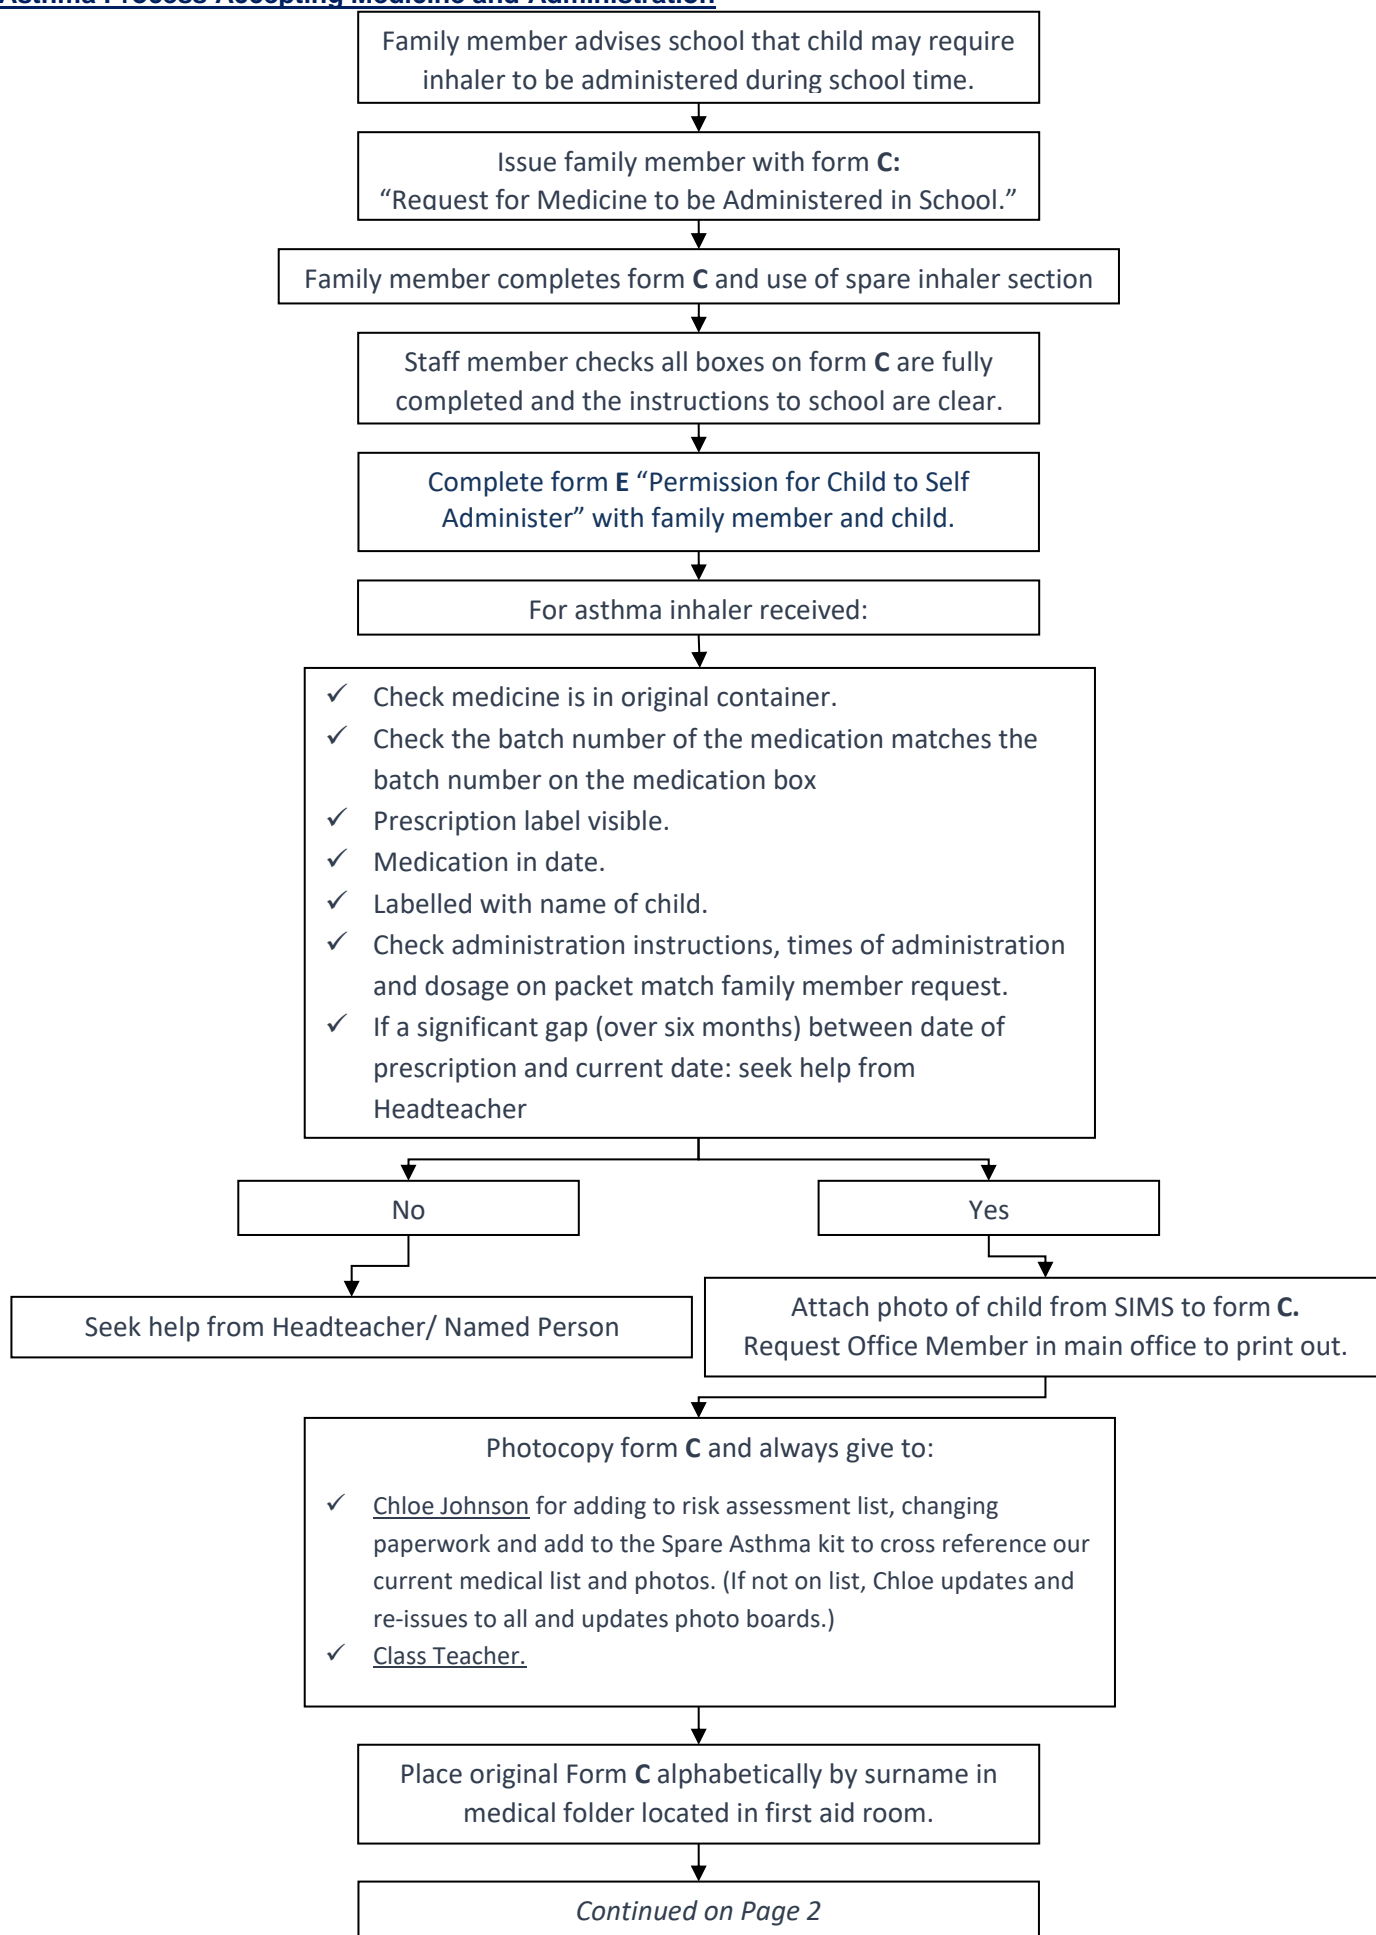 Asthma Process Accepting Medicine and Administration
Family member advises school that child may require
inhaler to be administered during school time.
Issue family member with form C:
“Request for Medicine to be Administered in School.”
Family member completes form C and use of spare inhaler section
Staff member checks all boxes on form C are fully
completed and the instructions to school are clear.
Complete form E “Permission for Child to Self
Administer” with family member and child.
For asthma inhaler received:
✓ Check medicine is in original container.
✓ Check the batch number of the medication matches the
batch number on the medication box
✓ Prescription label visible.
✓ Medication in date.
✓ Labelled with name of child.
✓ Check administration instructions, times of administration
and dosage on packet match family member request.
✓ If a significant gap (over six months) between date of
prescription and current date: seek help from
Headteacher
No
Yes
Seek help from Headteacher/ Named Person
Attach photo of child from SIMS to form C.
Request Office Member in main office to print out.
Photocopy form C and always give to:
✓ Chloe Johnson for adding to risk assessment list, changing
paperwork and add to the Spare Asthma kit to cross reference our
current medical list and photos. (If not on list, Chloe updates and
re-issues to all and updates photo boards.)
✓ Class Teacher.
Place original Form C alphabetically by surname in
medical folder located in first aid room.
Continued on Page 2